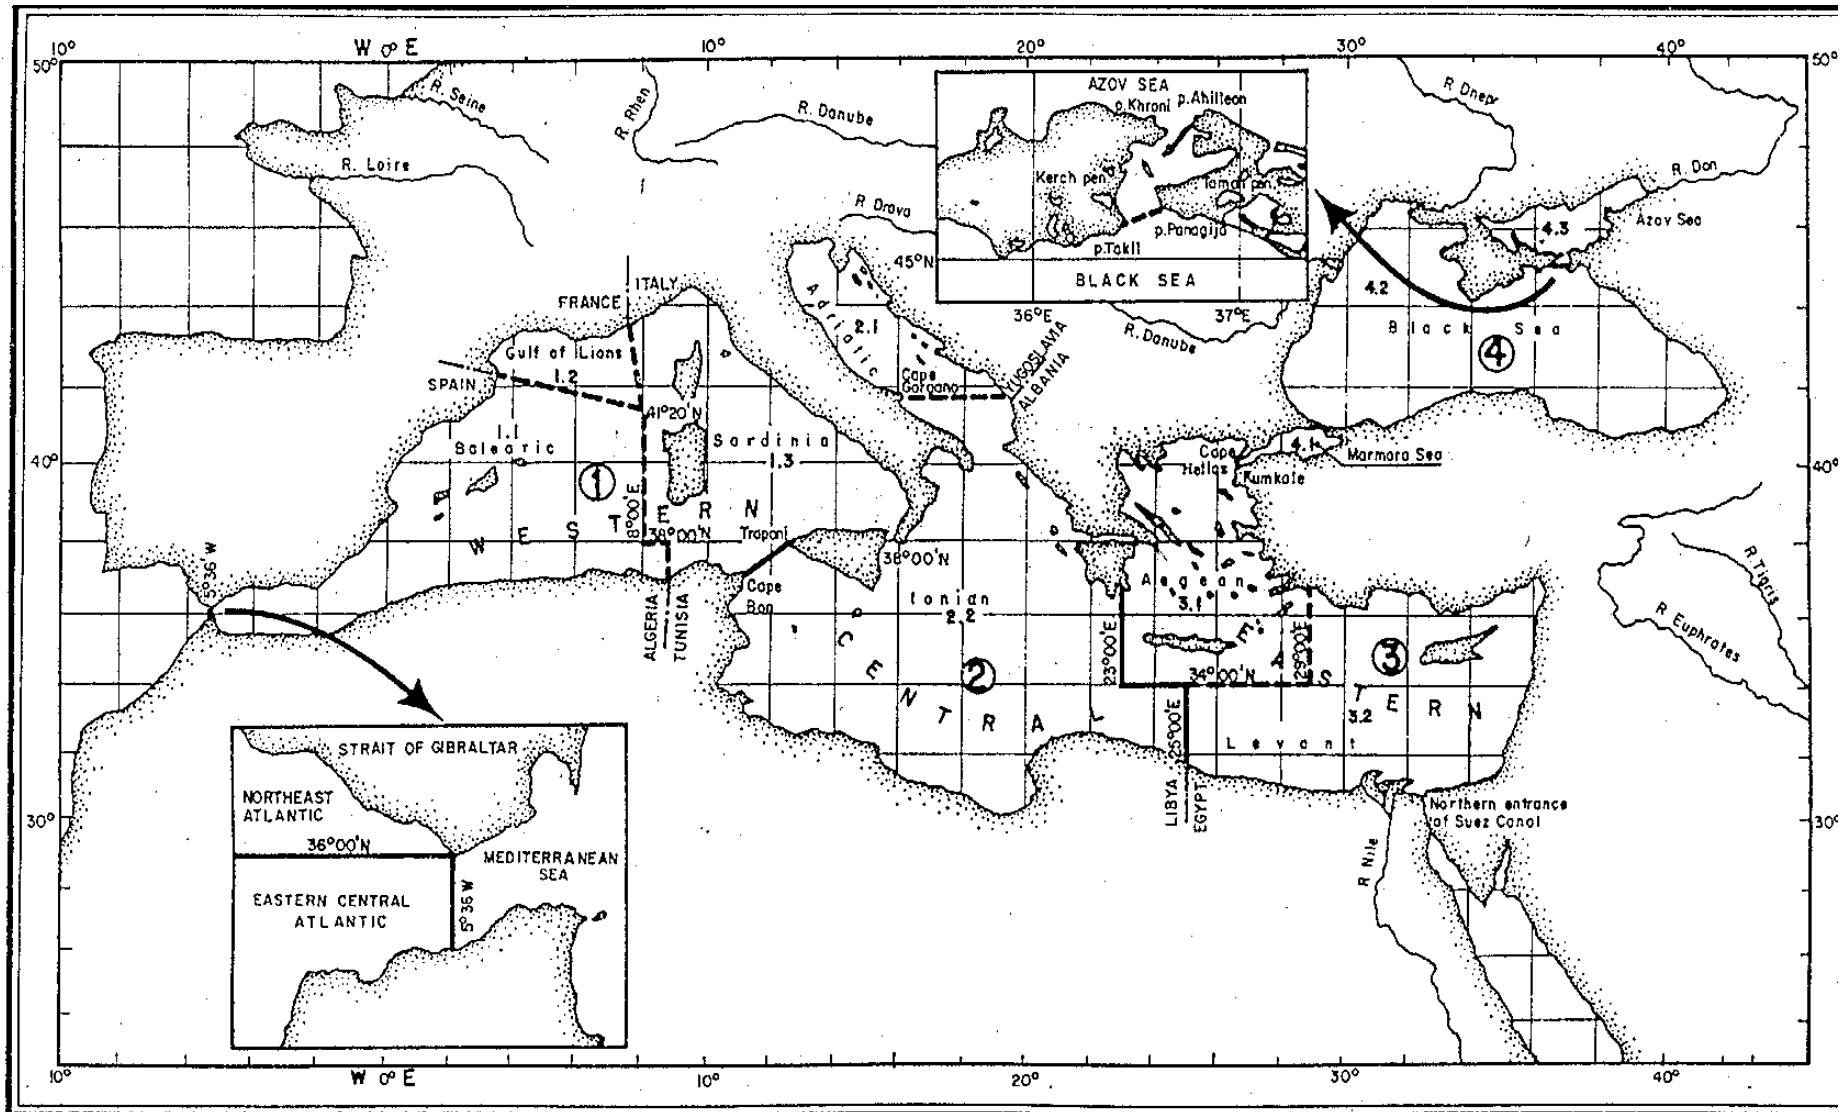 10° W 0° E 10° 20° 30° 40°
50° 50°
R. Seine
R. Rhen
R. Danube
R. Loire
R Drava
R Dnepr
R. Don
AZOV SEA
p.Khroni p.Ahilleon
Kerch pen.
Taman pen.
p.Takli
p.Panagija
45°N
BLACK SEA
36°E 37°E
Azov Sea
4.3
4.2
Black Sea
4
R. Danube
ITALY
FRANCE
Gulf of Lions
1.2
SPAIN
41°20'N
1.1
Balearic
1
Sardinia
1.3
Adriatic
2.1
Cape
Gargano
YUGOSLAVIA
ALBANIA
40° 40°
4.1
Marmara Sea
Cape
Hellas
Kumkale
WESTERN
8°00'E
38°00'N
Trapani
38°00'N
Cape
Bon
5°36'W
ALGERIA
TUNISIA
Ionian
2.2
CENTRAL
2
Aegean
3.1
23°00'E
34°00'N
29°00'E
EASTERN
3
3.2
Levant
25°00'E
LIBYA
EGYPT
R Tigris
R Euphrates
Northern entrance
of Suez Canal
R Nile
30° 30°
STRAIT OF GIBRALTAR
NORTHEAST
ATLANTIC
36°00'N
MEDITERRANEAN
SEA
EASTERN CENTRAL
ATLANTIC
5°36'W
10° W 0° E 10° 20° 30° 40°